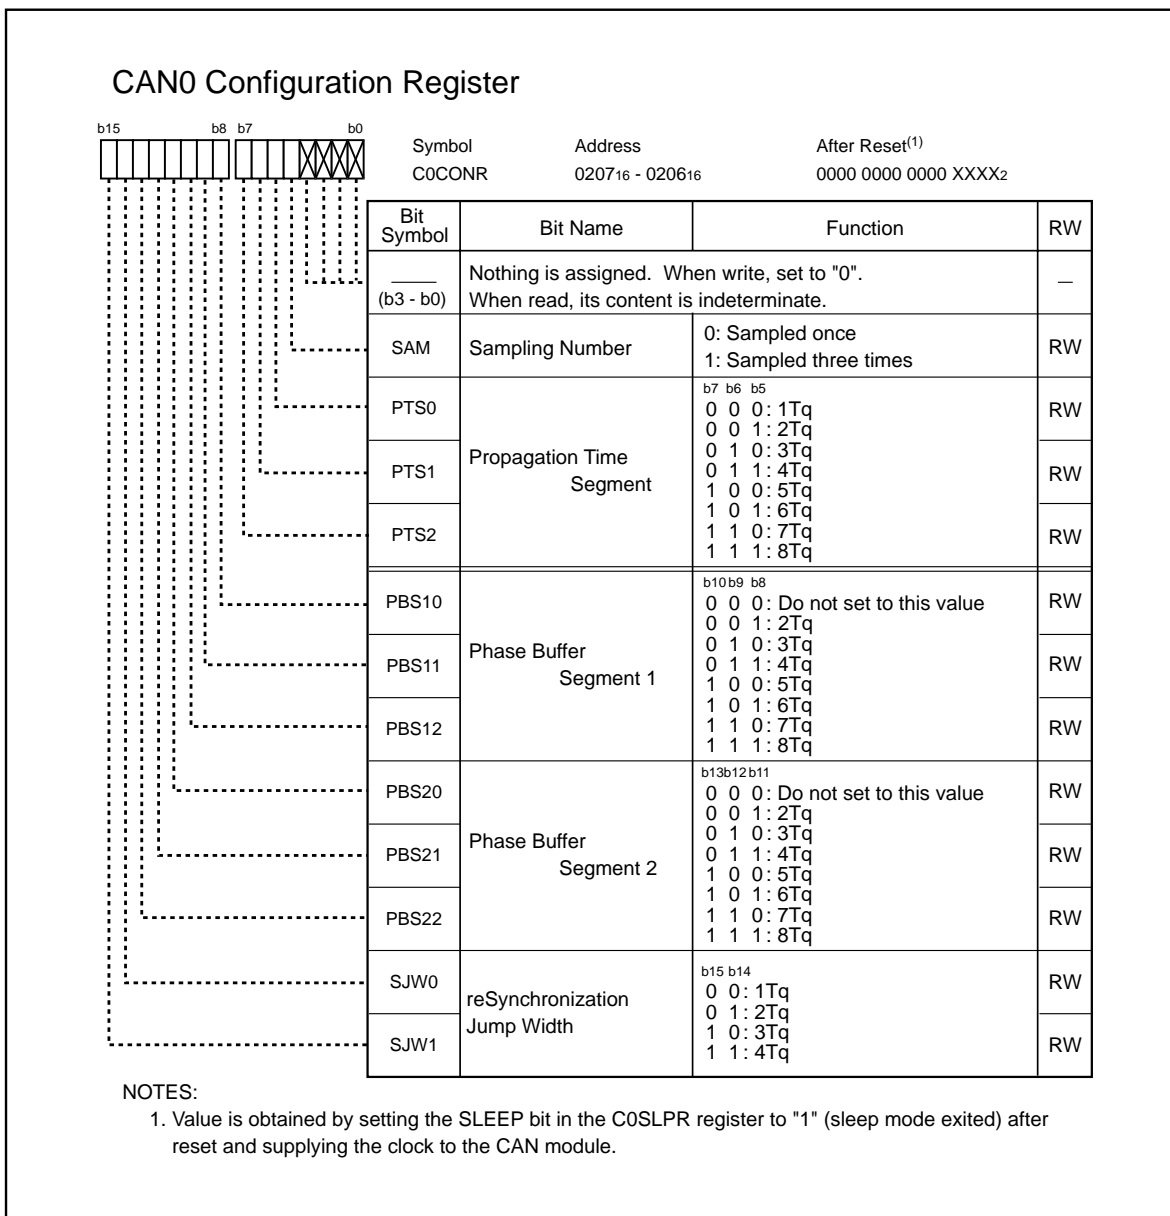 CAN0 Configuration Register
b15 b8 b7 b0
Symbol Address After Reset(1)
C0CONR 020716 - 020616 0000 0000 0000 XXXX2
Bit Symbol Bit Name Function RW
(b3 - b0) Nothing is assigned. When write, set to "0". —
When read, its content is indeterminate.
SAM Sampling Number 0: Sampled once RW
1: Sampled three times
PTS0 RW
PTS1 RW
PTS2 RW
Propagation Time
Segment
b7 b6 b5
0 0 0: 1Tq
0 0 1: 2Tq
0 1 0: 3Tq
0 1 1: 4Tq
1 0 0: 5Tq
1 0 1: 6Tq
1 1 0: 7Tq
1 1 1: 8Tq
PBS10 RW
PBS11 RW
PBS12 RW
Phase Buffer
Segment 1
b10 b9 b8
0 0 0: Do not set to this value
0 0 1: 2Tq
0 1 0: 3Tq
0 1 1: 4Tq
1 0 0: 5Tq
1 0 1: 6Tq
1 1 0: 7Tq
1 1 1: 8Tq
PBS20 RW
PBS21 RW
PBS22 RW
Phase Buffer
Segment 2
b13 b12 b11
0 0 0: Do not set to this value
0 0 1: 2Tq
0 1 0: 3Tq
0 1 1: 4Tq
1 0 0: 5Tq
1 0 1: 6Tq
1 1 0: 7Tq
1 1 1: 8Tq
SJW0 RW
SJW1 RW
reSynchronization
Jump Width
b15 b14
0 0: 1Tq
0 1: 2Tq
1 0: 3Tq
1 1: 4Tq
NOTES:
1. Value is obtained by setting the SLEEP bit in the C0SLPR register to "1" (sleep mode exited) after
reset and supplying the clock to the CAN module.